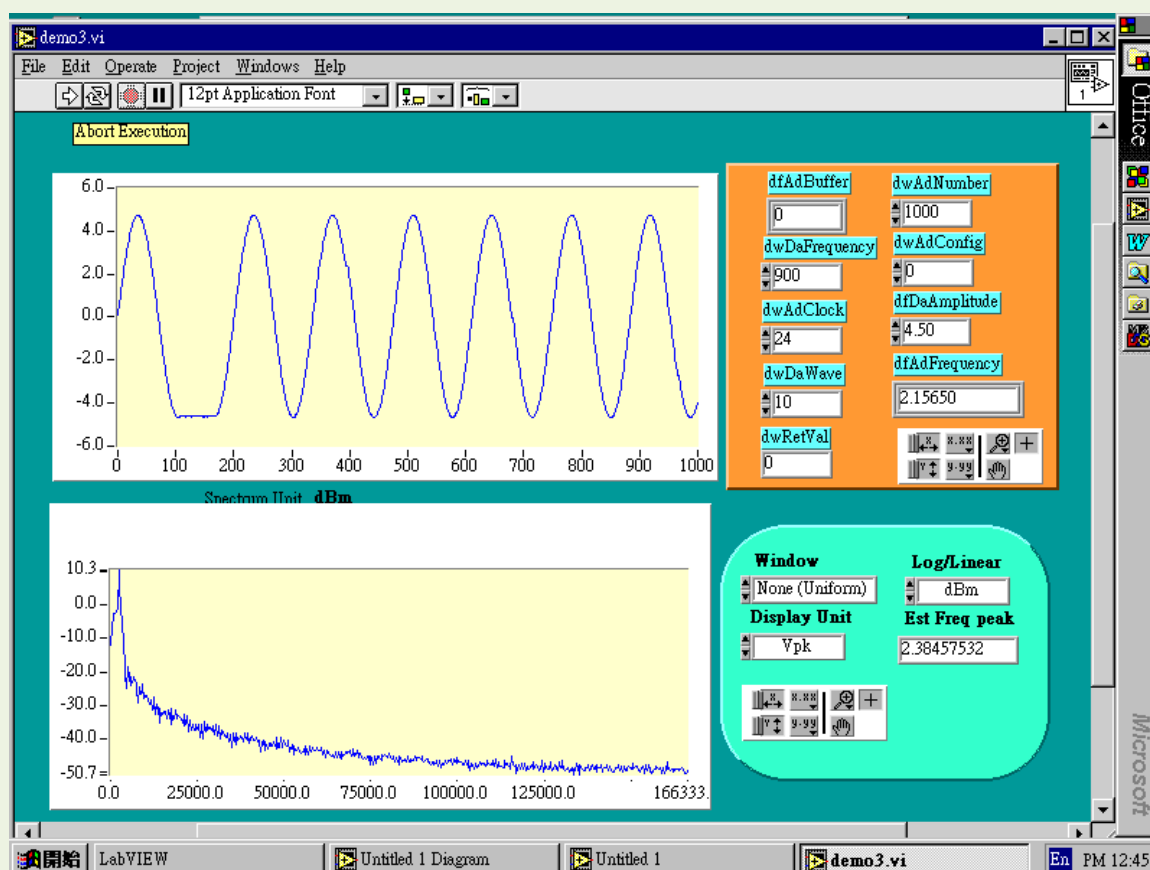 demo3.vi
File Edit Operate Project Windows Help
12pt Application Font
1
Abort Execution
6.0
4.0
2.0
0.0
-2.0
-4.0
-6.0
0 100 200 300 400 500 600 700 800 900 1000
dfAdBuffer dwAdNumber
0 1000
dwDaFrequency dwAdConfig
900 0
dwAdClock dfDaAmplitude
24 4.50
dwDaWave dfAdFrequency
10 2.15650
dwRetVal
0
x.xx
y.yy
Spectrum Unit dBm
10.3
0.0
-10.0
-20.0
-30.0
-40.0
-50.7
0.0 25000.0 50000.0 75000.0 100000.0 125000.0 166333.
Window Log/Linear
None (Uniform) dBm
Display Unit Est Freq peak
Vpk 2.38457532
x.xx
y.yy
Office
Microsoft
開始 LabVIEW Untitled 1 Diagram Untitled 1 demo3.vi En PM 12:45